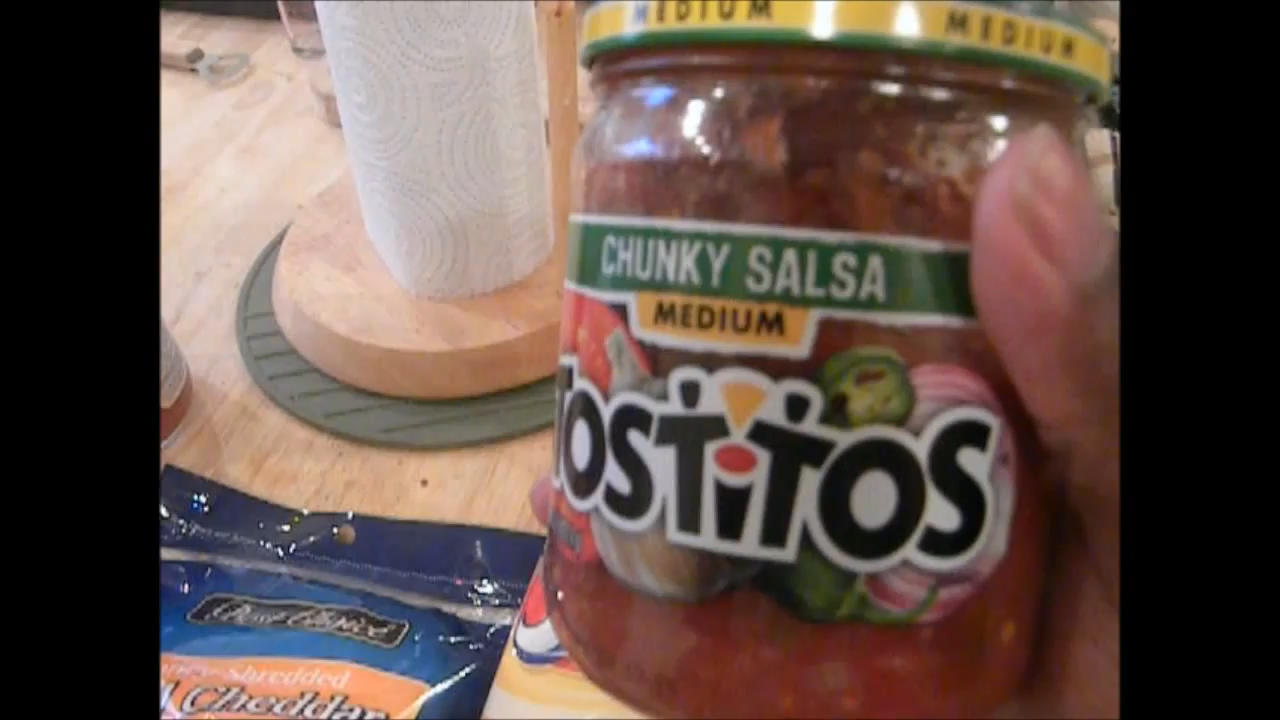 MEDIUM MEDIUM
CHUNKY SALSA
MEDIUM
TOSTITOS
Shredded
Cheddar